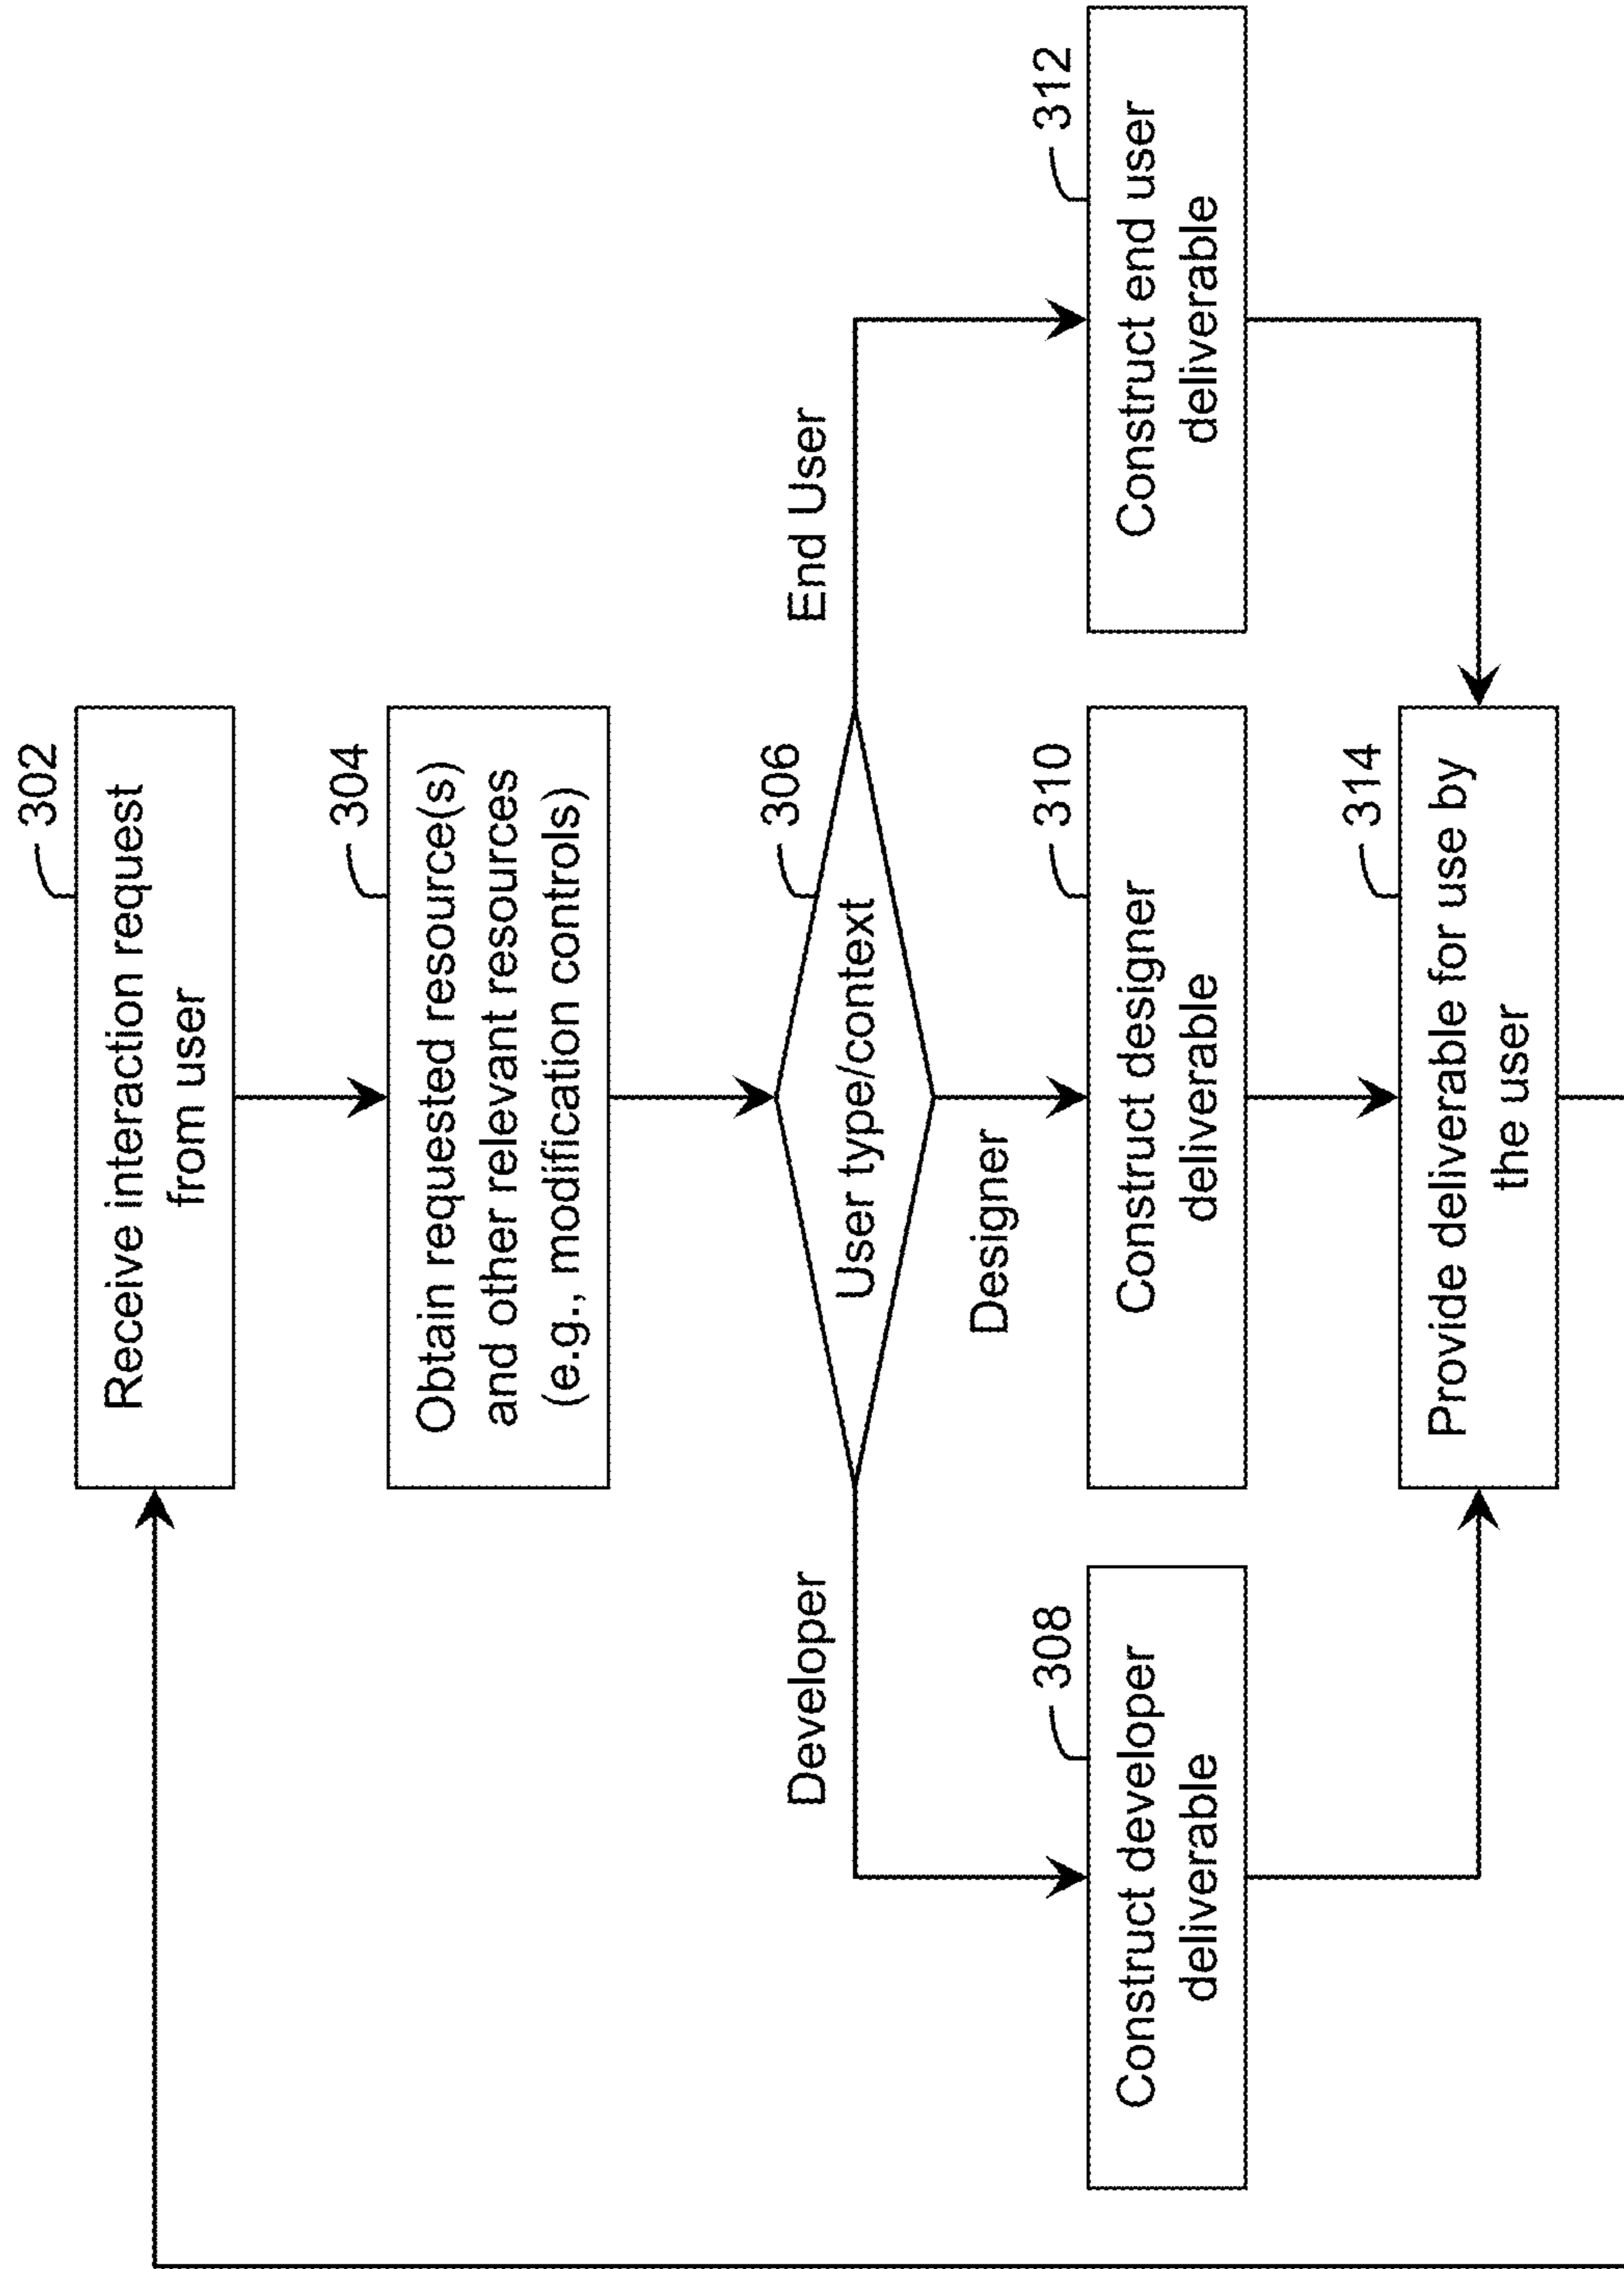 302
Receive interaction request
from user
304
Obtain requested resource(s)
and other relevant resources
(e.g., modification controls)
306
User type/context
Developer
Designer
End User
308
Construct developer
deliverable
310
Construct designer
deliverable
312
Construct end user
deliverable
314
Provide deliverable for use by
the user